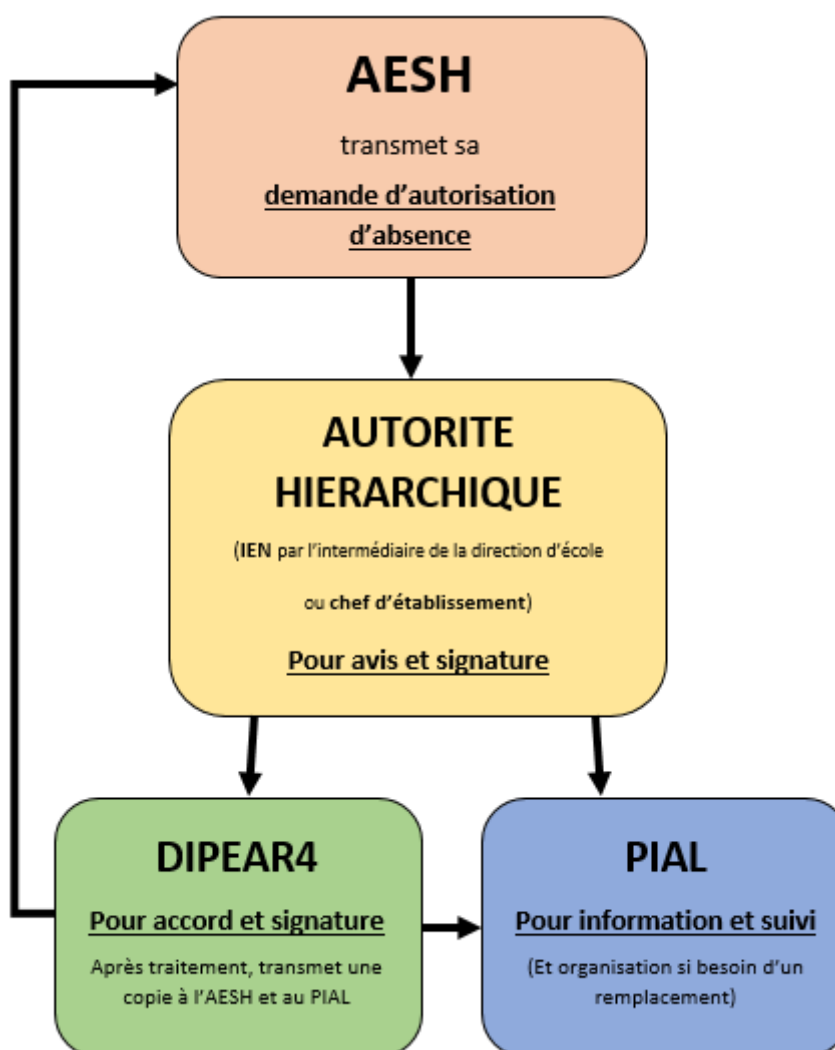 AESH
transmet sa
demande d’autorisation
d’absence
AUTORITE
HIERARCHIQUE
(IEN par l’intermédiaire de la direction d’école
ou chef d’établissement)
Pour avis et signature
DIPEAR4
Pour accord et signature
Après traitement, transmet une
copie à l’AESH et au PIAL
PIAL
Pour information et suivi
(Et organisation si besoin d’un
remplacement)